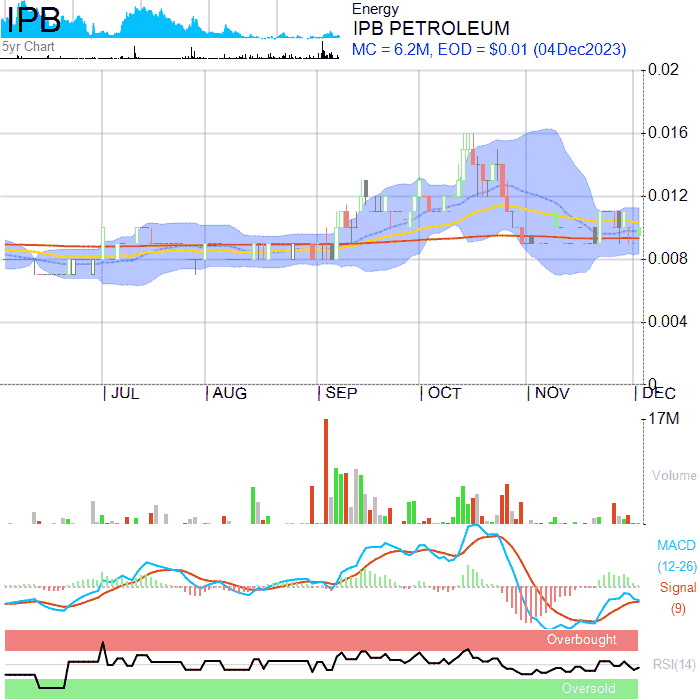 IPB
5yr Chart
Energy
IPB PETROLEUM
MC = 6.2M, EOD = $0.01 (04Dec2023)
0.02
0.016
0.012
0.008
0.004
0
JUL AUG SEP OCT NOV DEC
17M
Volume
MACD
(12-26)
Signal
(9)
Overbought
RSI(14)
Oversold